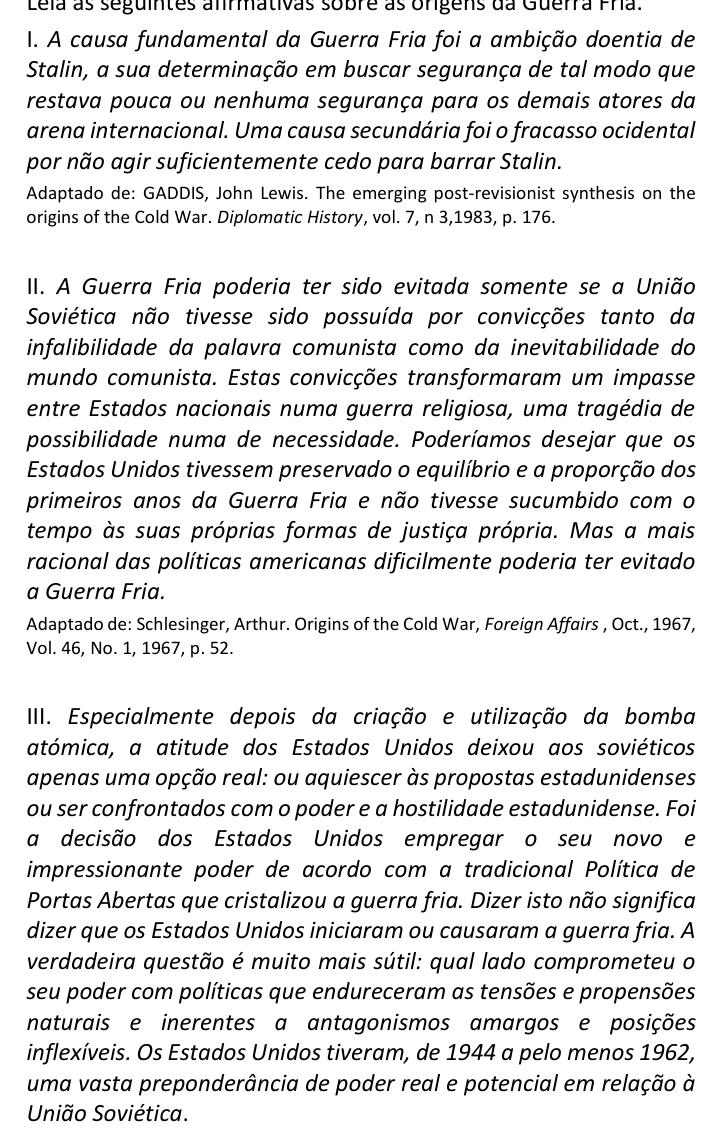 Leia as seguintes afirmativas sobre as origens da Guerra Fria.
I. A causa fundamental da Guerra Fria foi a ambição doentia de
Stalin, a sua determinação em buscar segurança de tal modo que
restava pouca ou nenhuma segurança para os demais atores da
arena internacional. Uma causa secundária foi o fracasso ocidental
por não agir suficientemente cedo para barrar Stalin.
Adaptado de: GADDIS, John Lewis. The emerging post-revisionist synthesis on the
origins of the Cold War. Diplomatic History, vol. 7, n 3,1983, p. 176.
II. A Guerra Fria poderia ter sido evitada somente se a União
Soviética não tivesse sido possuída por convicções tanto da
infalibilidade da palavra comunista como da inevitabilidade do
mundo comunista. Estas convicções transformaram um impasse
entre Estados nacionais numa guerra religiosa, uma tragédia de
possibilidade numa de necessidade. Poderíamos desejar que os
Estados Unidos tivessem preservado o equilíbrio e a proporção dos
primeiros anos da Guerra Fria e não tivesse sucumbido com o
tempo às suas próprias formas de justiça própria. Mas a mais
racional das políticas americanas dificilmente poderia ter evitado
a Guerra Fria.
Adaptado de: Schlesinger, Arthur. Origins of the Cold War, Foreign Affairs , Oct., 1967,
Vol. 46, No. 1, 1967, p. 52.
III. Especialmente depois da criação e utilização da bomba
atómica, a atitude dos Estados Unidos deixou aos soviéticos
apenas uma opção real: ou aquiescer às propostas estadunidenses
ou ser confrontados com o poder e a hostilidade estadunidense. Foi
a decisão dos Estados Unidos empregar o seu novo e
impressionante poder de acordo com a tradicional Política de
Portas Abertas que cristalizou a guerra fria. Dizer isto não significa
dizer que os Estados Unidos iniciaram ou causaram a guerra fria. A
verdadeira questão é muito mais sútil: qual lado comprometeu o
seu poder com políticas que endureceram as tensões e propensões
naturais e inerentes a antagonismos amargos e posições
inflexíveis. Os Estados Unidos tiveram, de 1944 a pelo menos 1962,
uma vasta preponderância de poder real e potencial em relação à
União Soviética.